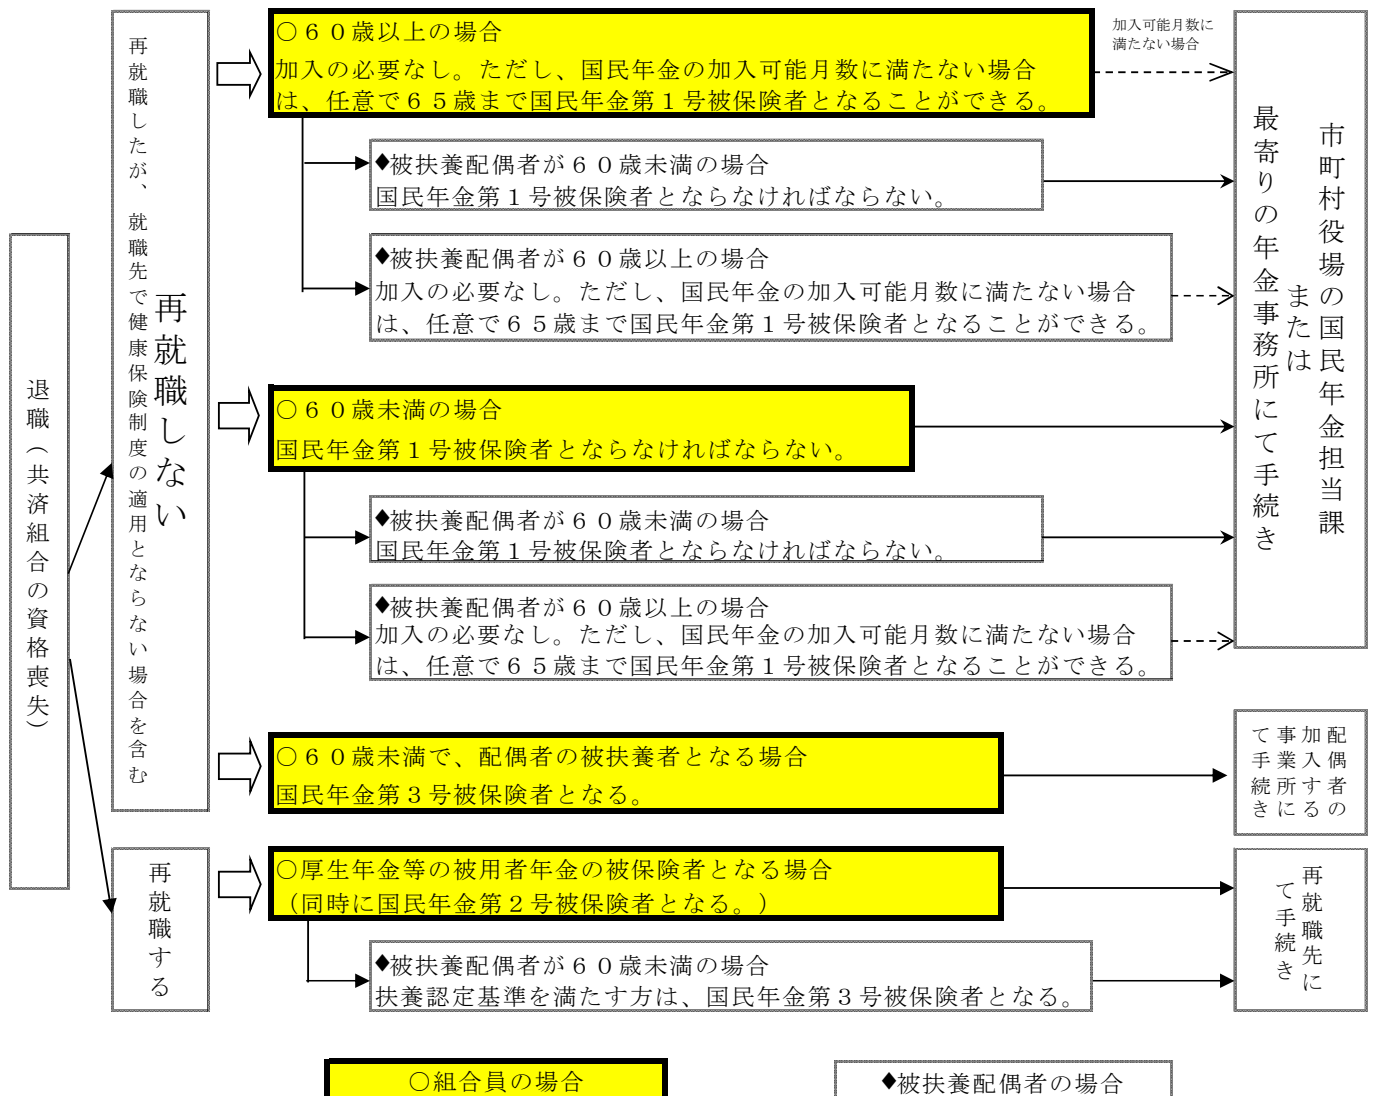 退職（共済組合の資格喪失）
再就職しない
再就職したが、就職先で健康保険制度の適用とならない場合を含む
〇６０歳以上の場合
加入の必要なし。ただし、国民年金の加入可能月数に満たない場合
は、任意で６５歳まで国民年金第１号被保険者となることができる。
加入可能月数に
満たない場合
♦被扶養配偶者が６０歳未満の場合
国民年金第１号被保険者とならなければならない。
♦被扶養配偶者が６０歳以上の場合
加入の必要なし。ただし、国民年金の加入可能月数に満たない場合
は、任意で６５歳まで国民年金第１号被保険者となることができる。
〇６０歳未満の場合
国民年金第１号被保険者とならなければならない。
♦被扶養配偶者が６０歳未満の場合
国民年金第１号被保険者とならなければならない。
♦被扶養配偶者が６０歳以上の場合
加入の必要なし。ただし、国民年金の加入可能月数に満たない場合
は、任意で６５歳まで国民年金第１号被保険者となることができる。
市町村役場の国民年金担当課
または
最寄りの年金事務所にて手続き
〇６０歳未満で、配偶者の被扶養者となる場合
国民年金第３号被保険者となる。
配偶者の
加入する
事業所に
て手続き
再就職する
〇厚生年金等の被用者年金の被保険者となる場合
（同時に国民年金第２号被保険者となる。）
♦被扶養配偶者が６０歳未満の場合
扶養認定基準を満たす方は、国民年金第３号被保険者となる。
再就職先に
て手続き
〇組合員の場合
♦被扶養配偶者の場合